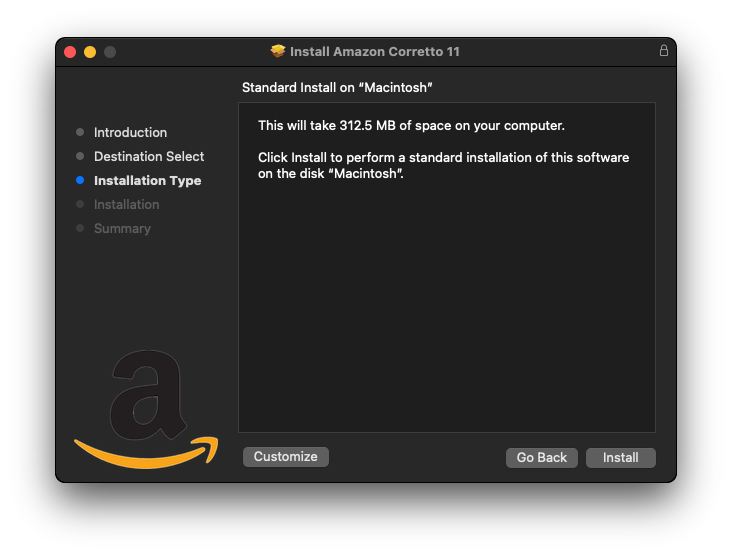 Install Amazon Corretto 11
Standard Install on “Macintosh”
Introduction
Destination Select
Installation Type
Installation
Summary
This will take 312.5 MB of space on your computer.
Click Install to perform a standard installation of this software
on the disk “Macintosh”.
a
Customize
Go Back
Install